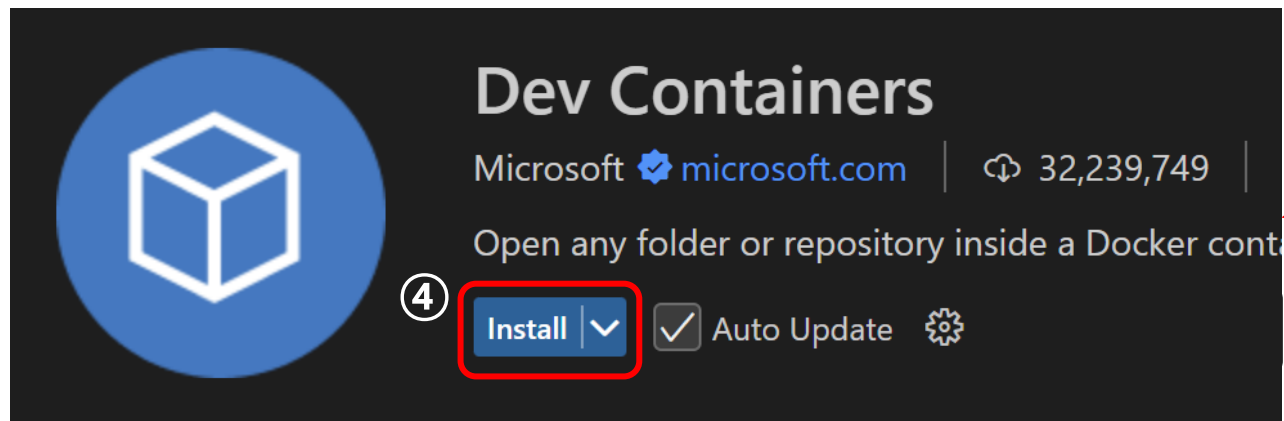 Dev Containers
Microsoft microsoft.com 32,239,749
Open any folder or repository inside a Docker
④ Install Auto Update